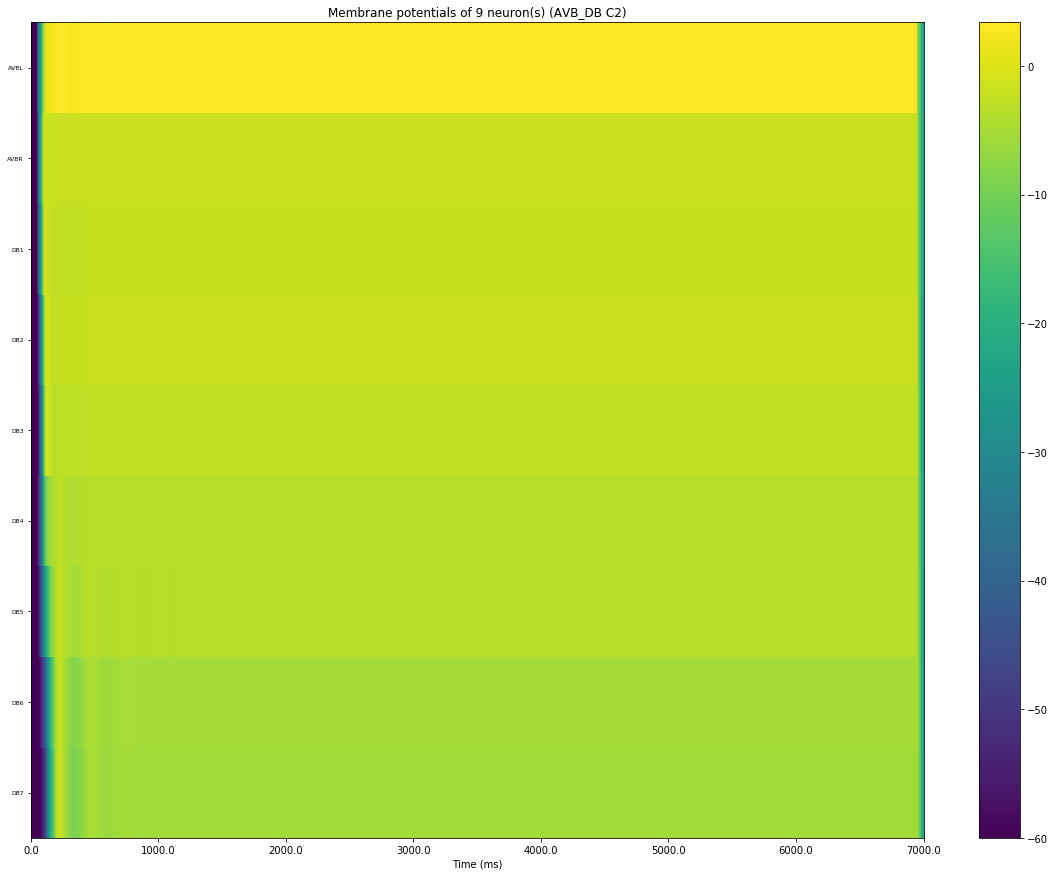 Membrane potentials of 9 neuron(s) (AVB_DB C2)
AVBL
AVBR
DB1
DB2
DB3
DB4
DB5
DB6
DB7
0.0 1000.0 2000.0 3000.0 4000.0 5000.0 6000.0 7000.0
Time (ms)
0
−10
−20
−30
−40
−50
−60